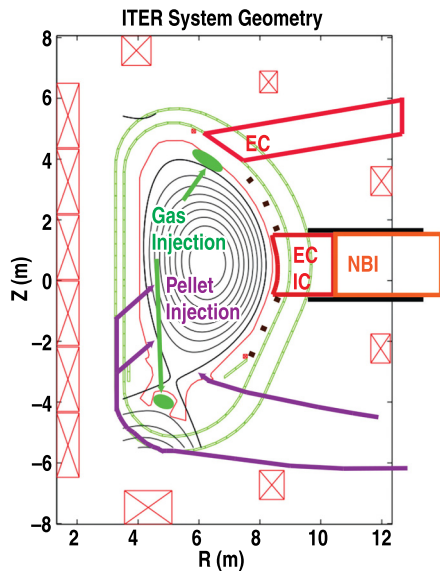 ITER System Geometry
8
6
4
2
0
−2
−4
−6
−8
Z (m)
EC
Gas
Injection
EC
IC
NBI
Pellet
Injection
2
4
6
8
10
12
R (m)